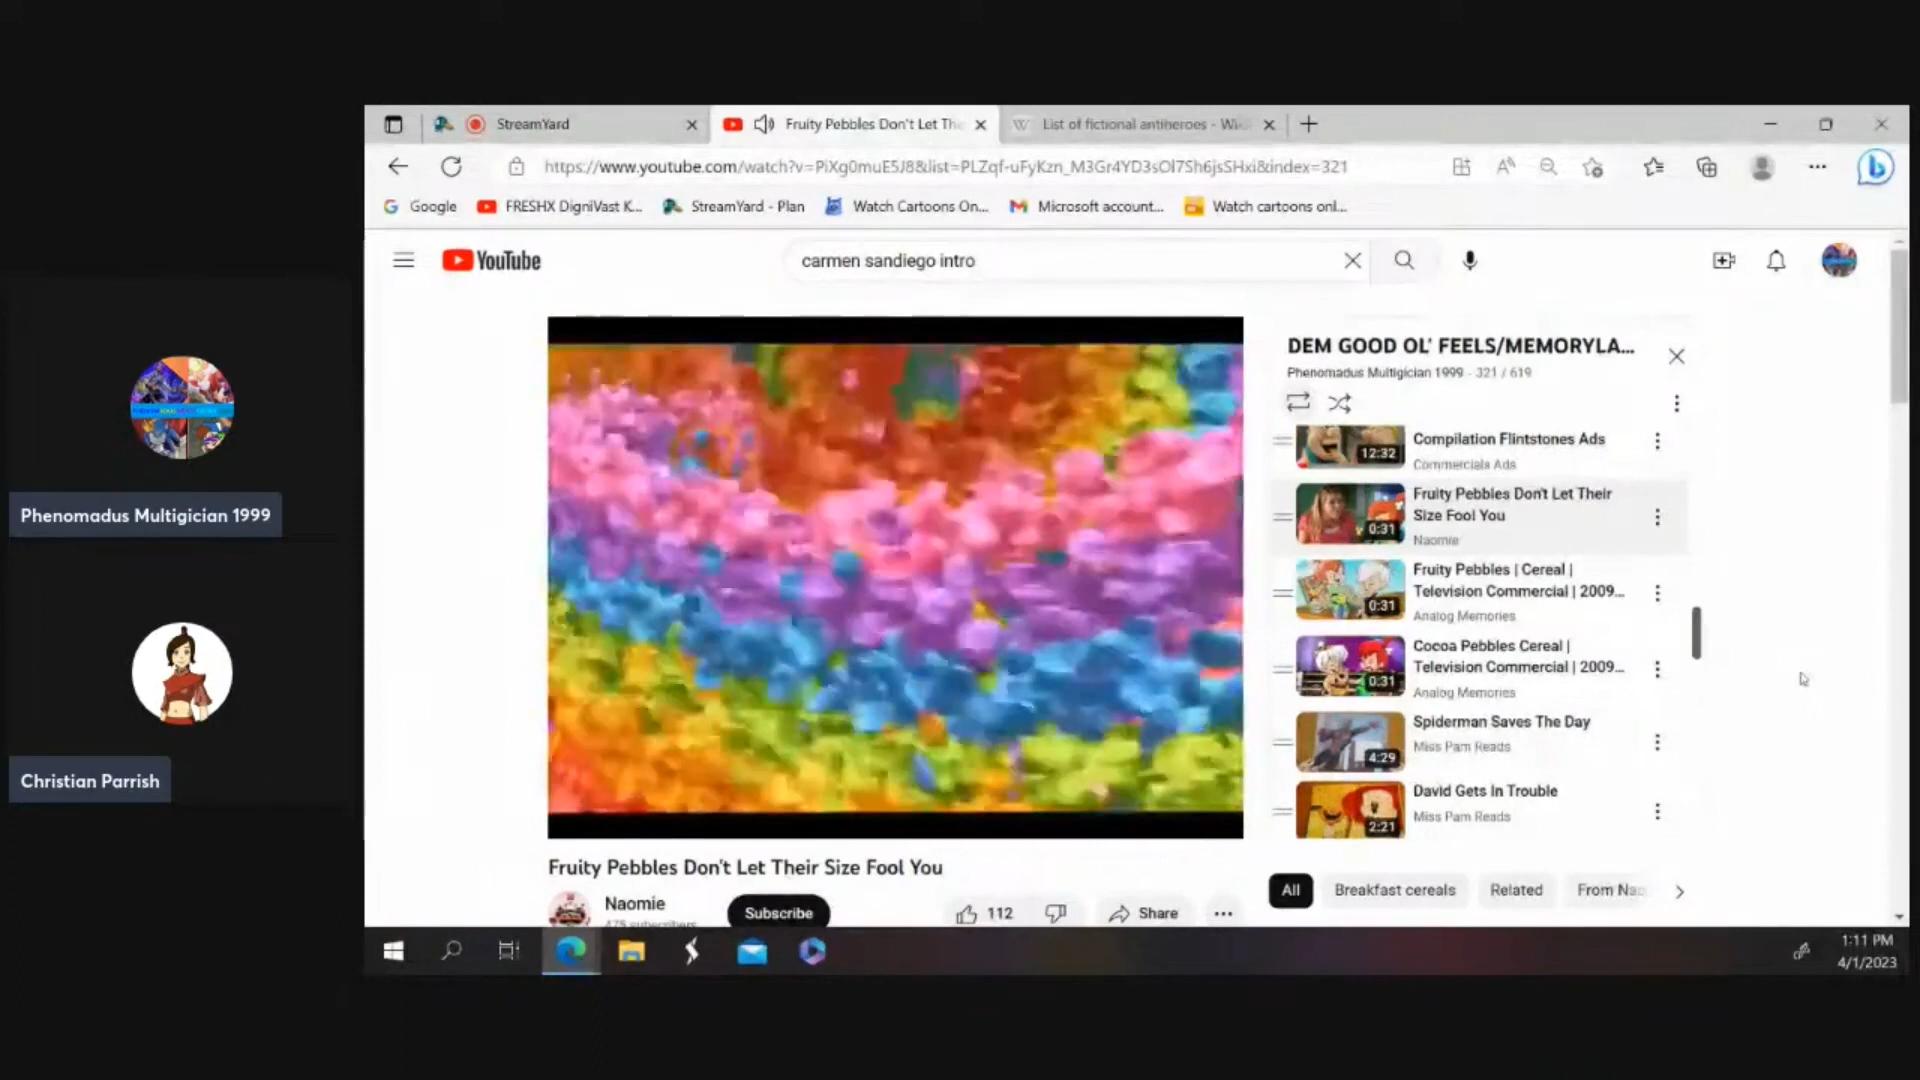 StreamYard
Fruity Pebbles Don't Let The
List of fictional antiheroes - Wiki
https://www.youtube.com/watch?v=PiXg0muE5J8&list=PLZqf-uFyKzn_M3Gr4YD3sOl7Sh6jsSHxi&index=321
Google
FRESHX DigniVast K...
StreamYard - Plan
Watch Cartoons On...
Microsoft account...
Watch cartoons onl...
YouTube
carmen sandiego intro
DEM GOOD OL' FEELS/MEMORYLA...
Phenomadus Multigician 1999 - 321 / 619
12:32
Compilation Flintstones Ads
Commercials Ads
Fruity Pebbles Don't Let Their
Size Fool You
0:31
Naomie
Fruity Pebbles | Cereal |
Television Commercial | 2009...
0:31
Analog Memories
Cocoa Pebbles Cereal |
Television Commercial | 2009...
0:31
Analog Memories
Spiderman Saves The Day
Miss Pam Reads
4:29
David Gets In Trouble
Miss Pam Reads
2:21
Phenomadus Multigician 1999
Christian Parrish
Fruity Pebbles Don't Let Their Size Fool You
Naomie
475 subscribers
Subscribe
112
Share
All
Breakfast cereals
Related
From Nao
1:11 PM
4/1/2023